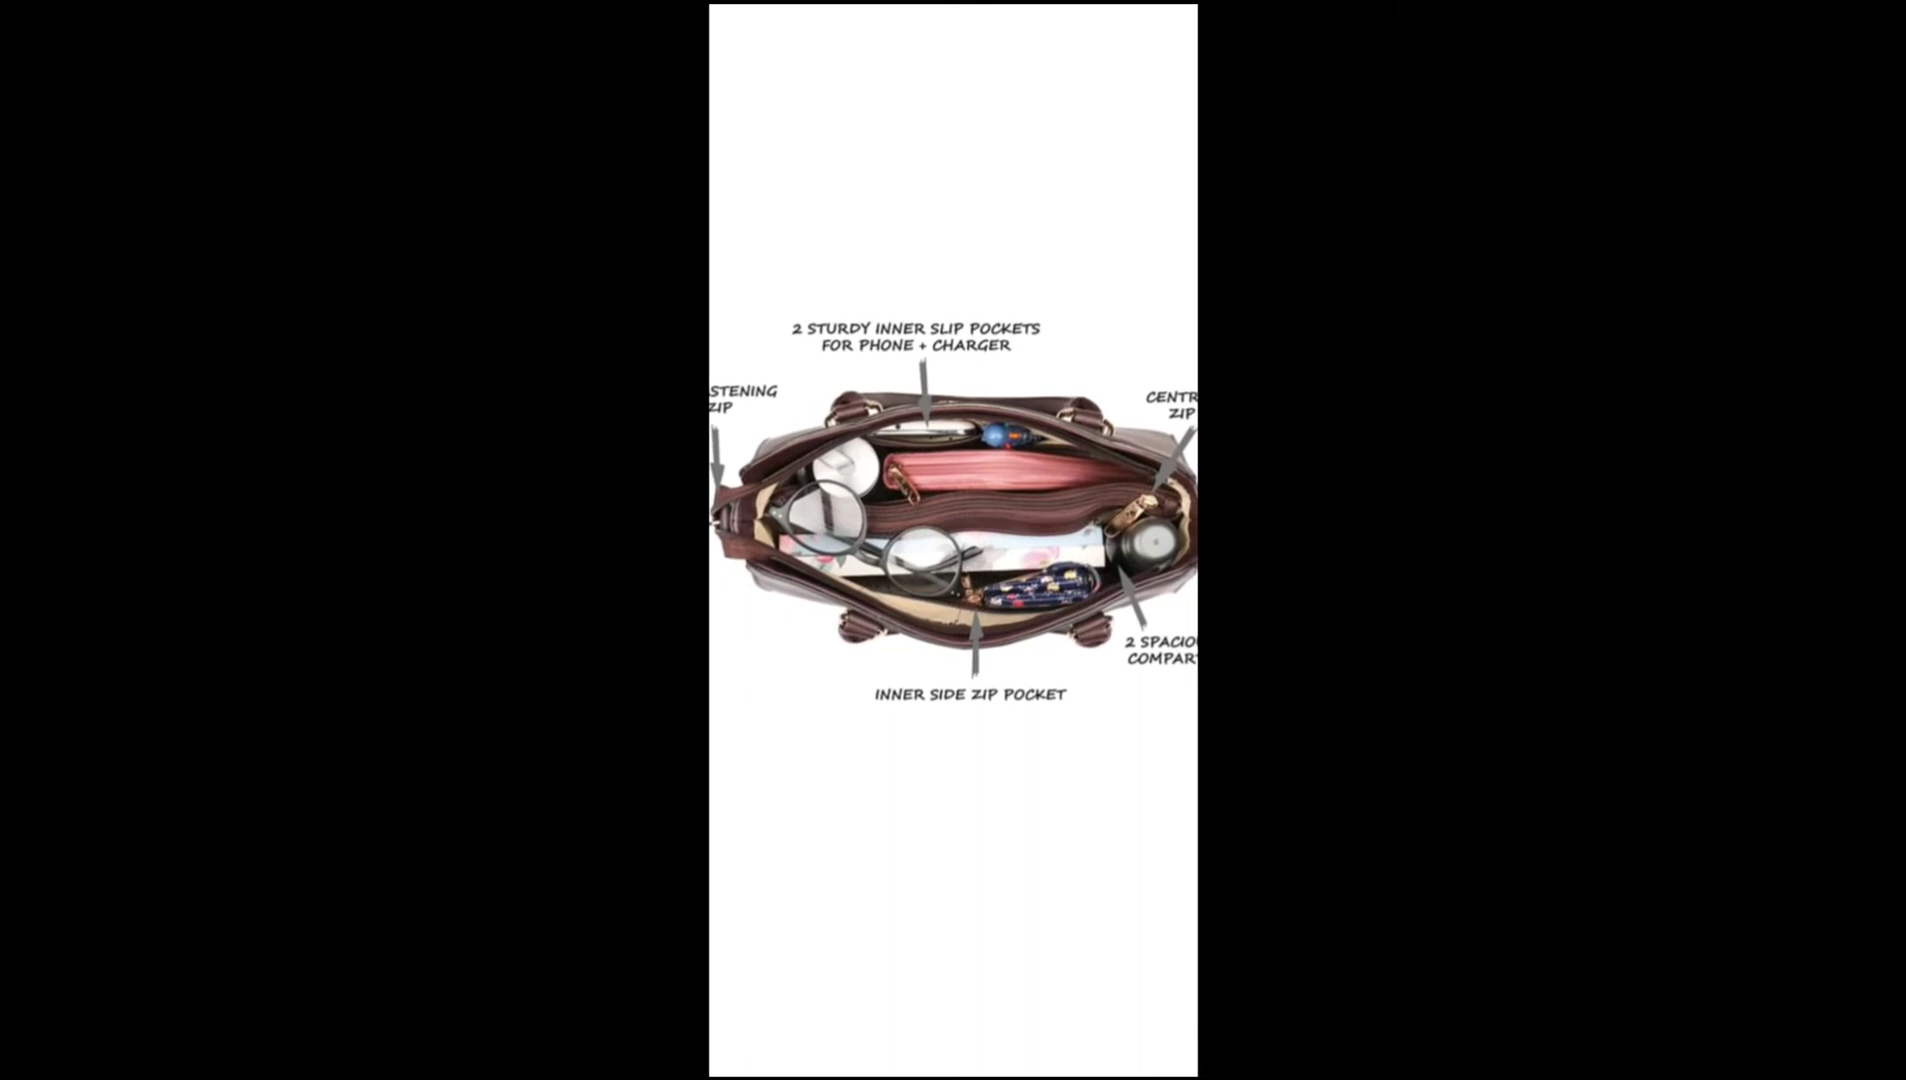 2 STURDY INNER SLIP POCKETS
FOR PHONE + CHARGER
STENING
ZIP
CENTR
ZIP
2 SPACIO
COMPAR
INNER SIDE ZIP POCKET